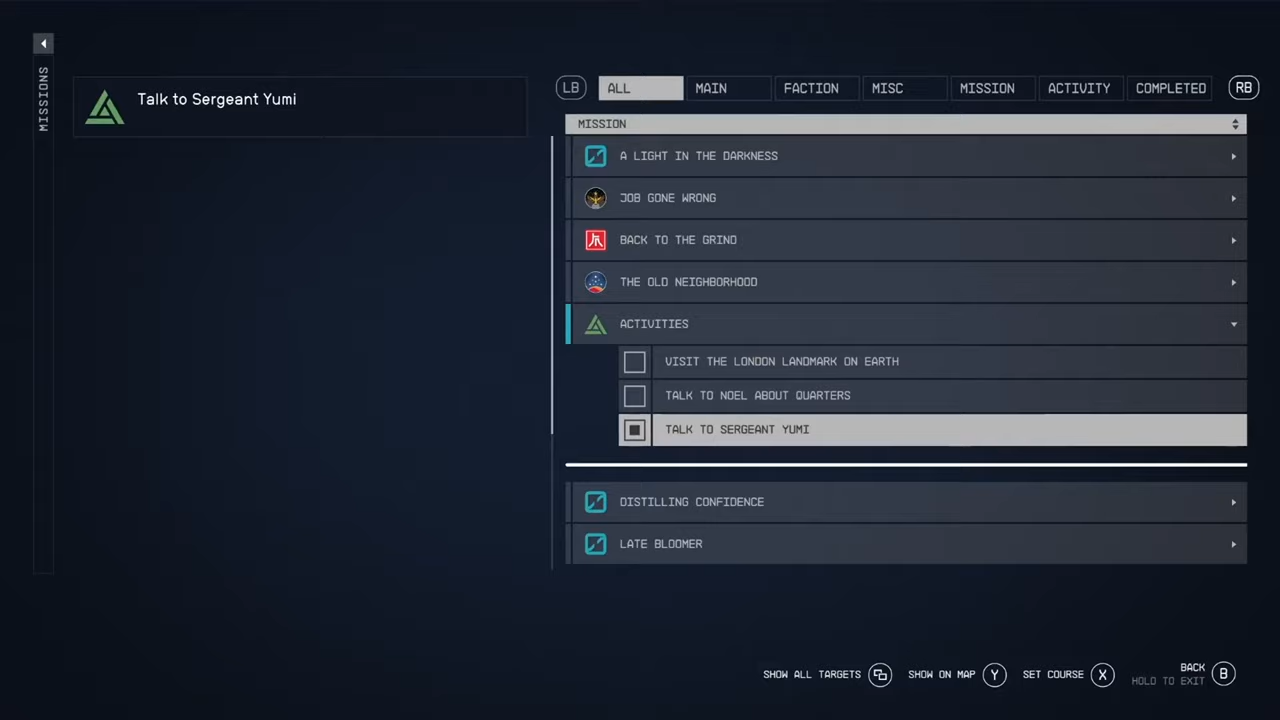 MISSIONS
Talk to Sergeant Yumi
LB
ALL
MAIN
FACTION
MISC
MISSION
ACTIVITY
COMPLETED
RB
MISSION
A LIGHT IN THE DARKNESS
JOB GONE WRONG
BACK TO THE GRIND
THE OLD NEIGHBORHOOD
ACTIVITIES
VISIT THE LONDON LANDMARK ON EARTH
TALK TO NOEL ABOUT QUARTERS
TALK TO SERGEANT YUMI
DISTILLING CONFIDENCE
LATE BLOOMER
SHOW ALL TARGETS
SHOW ON MAP
Y
SET COURSE
X
BACK
HOLD TO EXIT
B